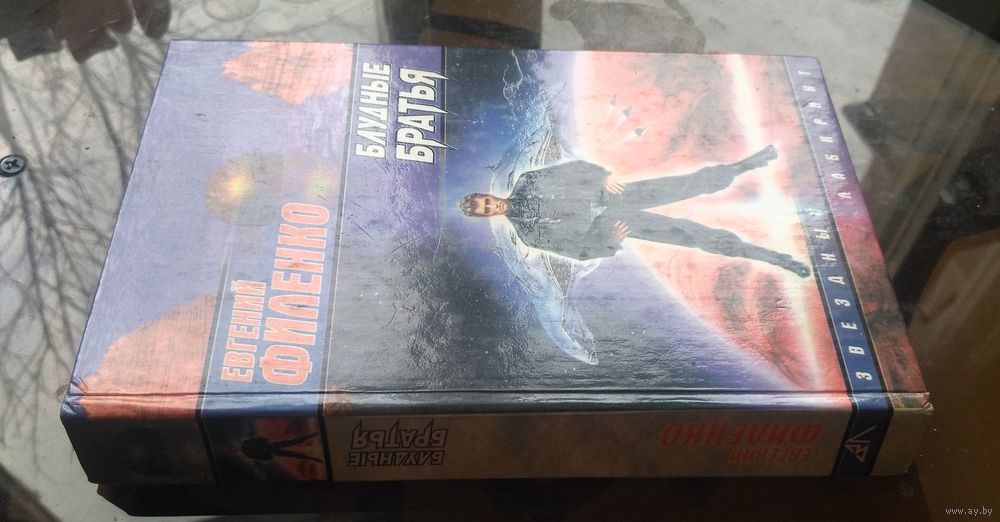 ЕВГЕНИЙ
ФИЛЕНКО
БЛУДНЫЕ
БРАТЬЯ
ЗВЕЗДНЫЙ ЛАБИРИНТ
БЛУДНЫЕ
БРАТЬЯ
ЕВГЕНИЙ
ФИЛЕНКО
www.ay.by